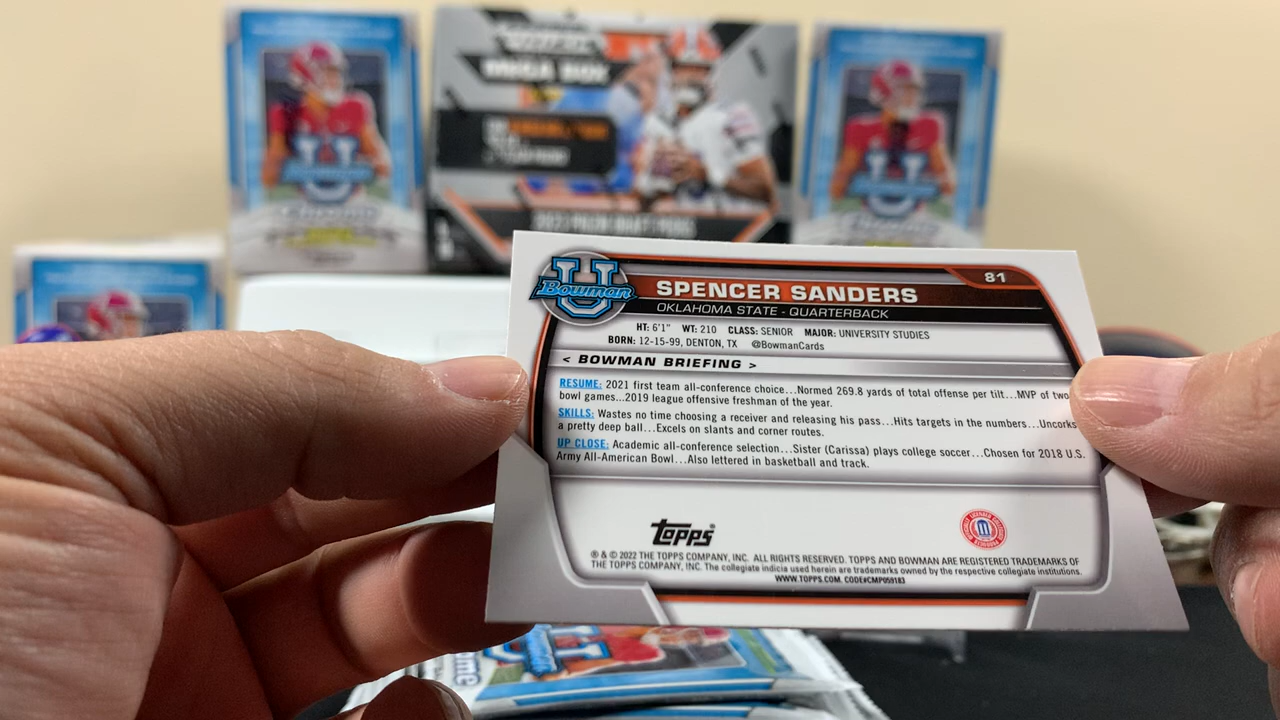 MEGA BOX
U
Bowman
81
SPENCER SANDERS
OKLAHOMA STATE - QUARTERBACK
HT: 6'1" WT: 210 CLASS: SENIOR MAJOR: UNIVERSITY STUDIES
BORN: 12-15-99, DENTON, TX @BowmanCards
< BOWMAN BRIEFING >
RESUME: 2021 first team all-conference choice...Normed 269.8 yards of total offense per tilt...MVP of two
bowl games...2019 league offensive freshman of the year.
SKILLS: Wastes no time choosing a receiver and releasing his pass...Hits targets in the numbers...Uncorks
a pretty deep ball...Excels on slants and corner routes.
UP CLOSE: Academic all-conference selection...Sister (Carissa) plays college soccer...Chosen for 2018 U.S.
Army All-American Bowl...Also lettered in basketball and track.
topps®
® & © 2022 THE TOPPS COMPANY, INC. ALL RIGHTS RESERVED. TOPPS AND BOWMAN ARE REGISTERED TRADEMARKS OF
THE TOPPS COMPANY, INC. The collegiate indicia used herein are trademarks owned by the respective collegiate institutions.
WWW.TOPPS.COM. CODE#CMP059183
Bowman